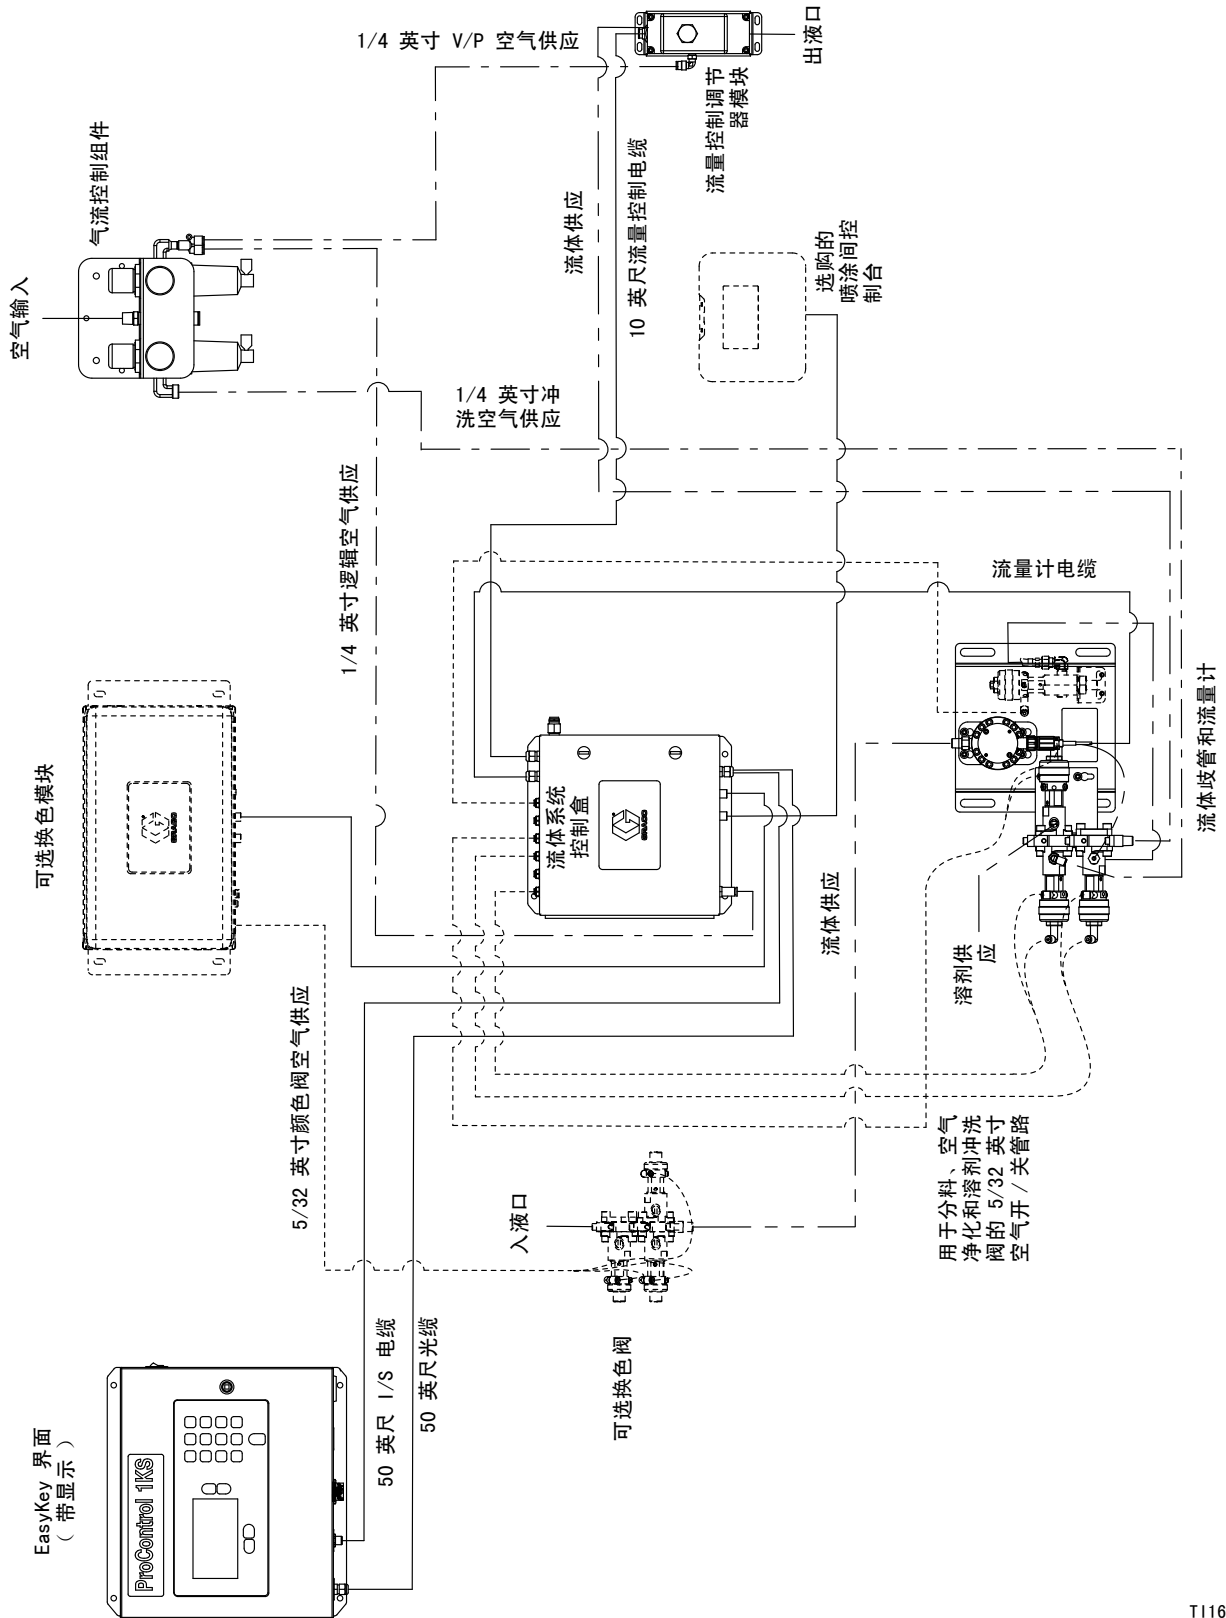 EasyKey 界面
（ 带显示 ）
ProControl 1KS
50 英尺 I/S 电缆
50 英尺光缆
可选换色模块
GRACO
5/32 英寸颜色阀空气供应
入液口
可选换色阀
空气输入
气流控制组件
1/4 英寸逻辑空气供应
1/4 英寸冲
洗空气供应
流体系统
控制盒
GRACO
1/4 英寸 V/P 空气供应
流体供应
10 英尺流量控制电缆
流量控制调节
器模块
出液口
选购的
喷涂间控
制台
流量计电缆
流体供应
溶剂供
应
流体歧管和流量计
用于分料、空气
净化和溶剂冲洗
阀的 5/32 英寸
空气开 / 关管路
TI16